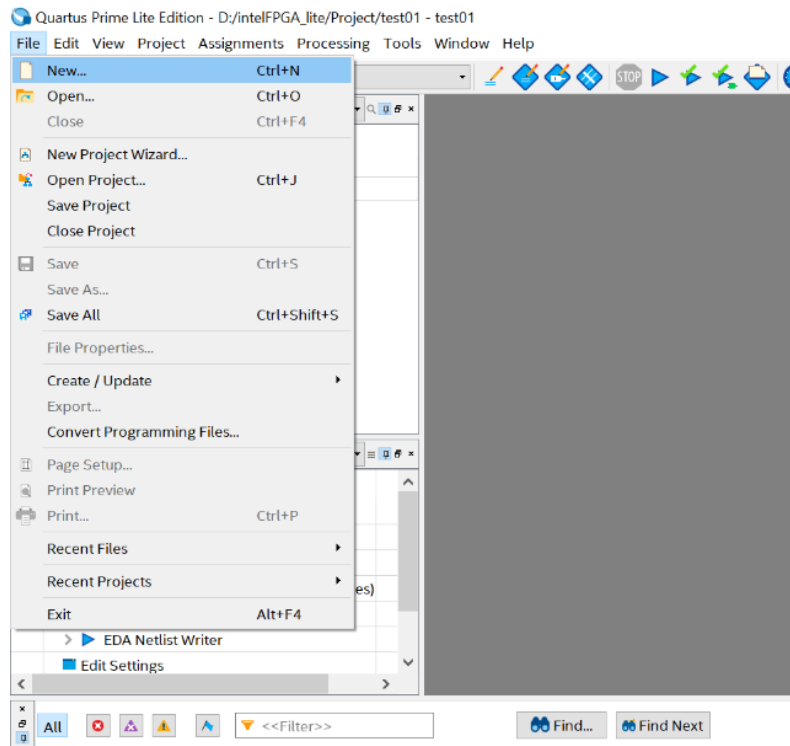 Quartus Prime Lite Edition - D:/intelFPGA_lite/Project/test01 - test01
File Edit View Project Assignments Processing Tools Window Help
New... Ctrl+N
Open... Ctrl+O
Close Ctrl+F4
New Project Wizard...
Open Project... Ctrl+J
Save Project
Close Project
Save Ctrl+S
Save As...
Save All Ctrl+Shift+S
File Properties...
Create / Update
Export...
Convert Programming Files...
Page Setup...
Print Preview
Print... Ctrl+P
Recent Files
Recent Projects
es)
Exit Alt+F4
EDA Netlist Writer
Edit Settings
All <<Filter>> Find... Find Next
STOP